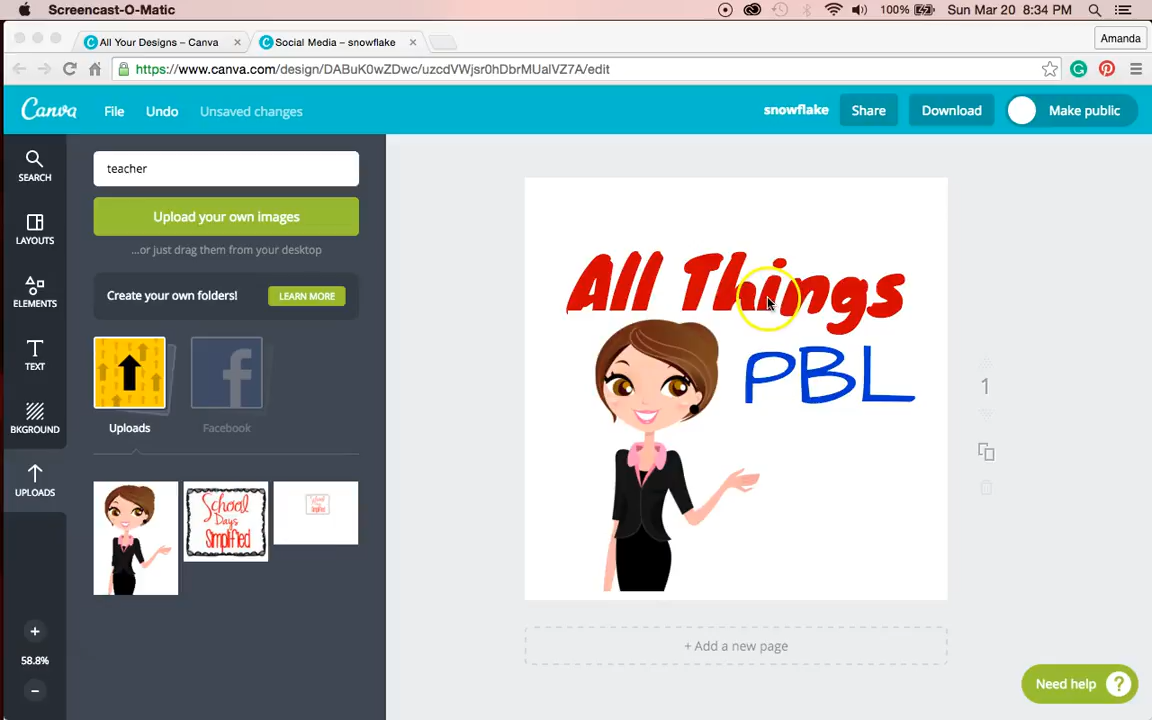 Screencast-O-Matic
100%
Sun Mar 20 8:34 PM
All Your Designs – Canva
Social Media – snowflake
Amanda
https://www.canva.com/design/DABuK0wZDwc/uzcdVWjsr0hDbrMUalVZ7A/edit
Canva
File
Undo
Unsaved changes
snowflake
Share
Download
Make public
SEARCH
LAYOUTS
ELEMENTS
TEXT
BKGROUND
UPLOADS
58.8%
teacher
Upload your own images
...or just drag them from your desktop
Create your own folders!
LEARN MORE
Uploads
Facebook
School
Days
Simplified
All Things
PBL
1
+ Add a new page
Need help ?